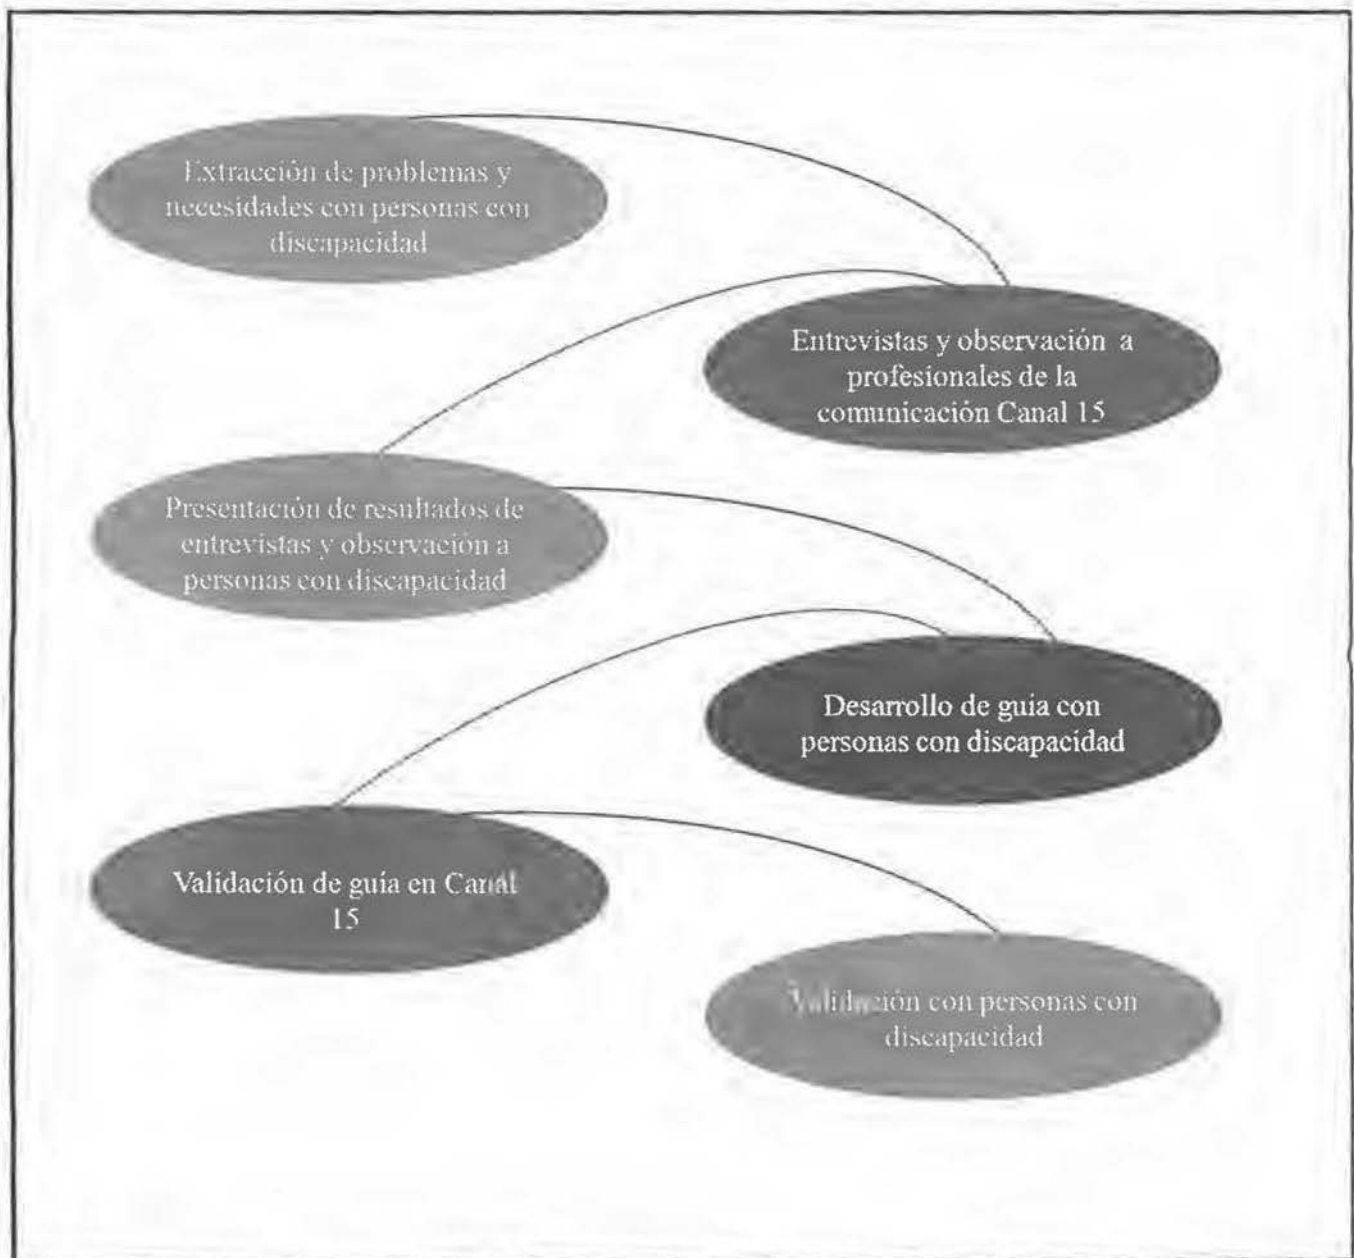 Extracción de problemas y
necesidades con personas con
discapacidad
Entrevistas y observación a
profesionales de la
comunicación Canal 15
Presentación de resultados de
entrevistas y observación a
personas con discapacidad
Desarrollo de guia con
personas con discapacidad
Validación de guía en Canal
15
Validación con personas con
discapacidad